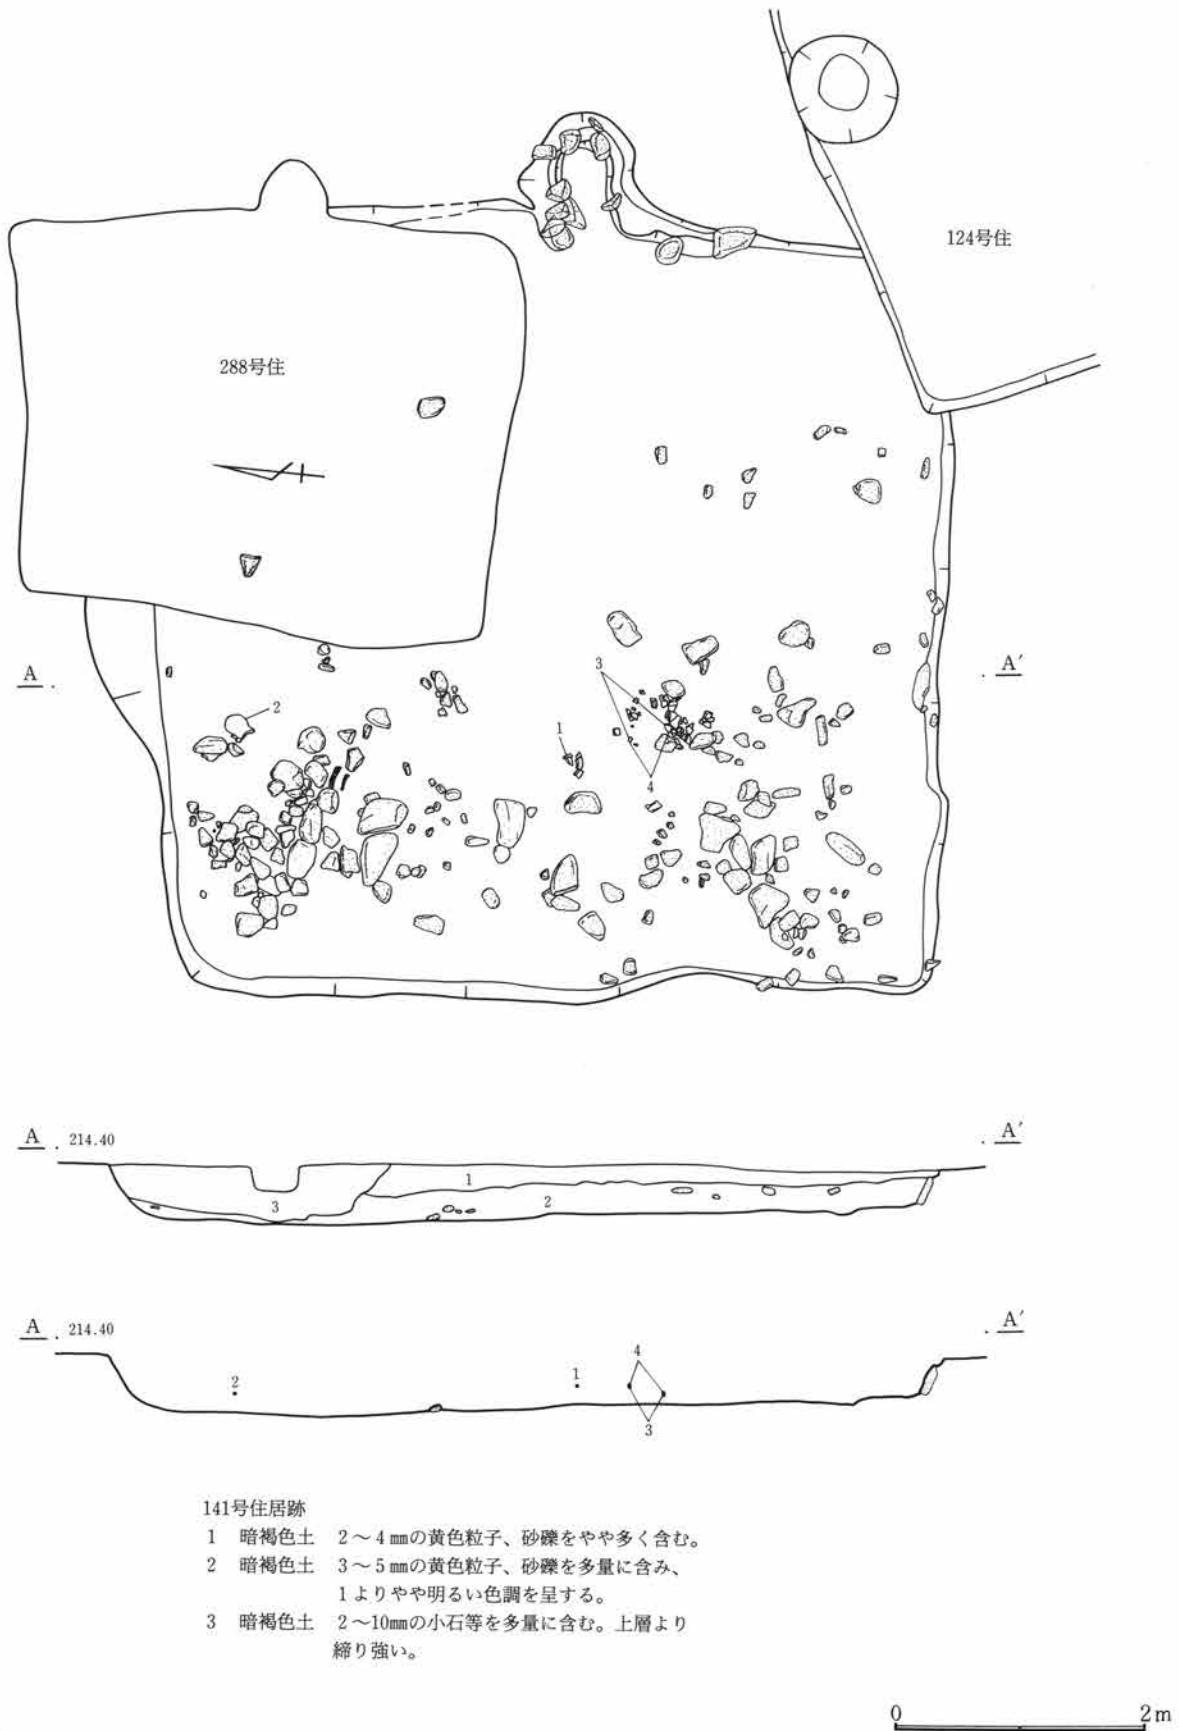 124号住
288号住
A
A′
3
2
1
4
A
214.40
A′
1
2
3
A
214.40
A′
4
2
1
3
141号住居跡
1 暗褐色土 2～4㎜の黄色粒子、砂礫をやや多く含む。
2 暗褐色土 3～5㎜の黄色粒子、砂礫を多量に含み、
1よりやや明るい色調を呈する。
3 暗褐色土 2～10㎜の小石等を多量に含む。上層より
締り強い。
0 2m